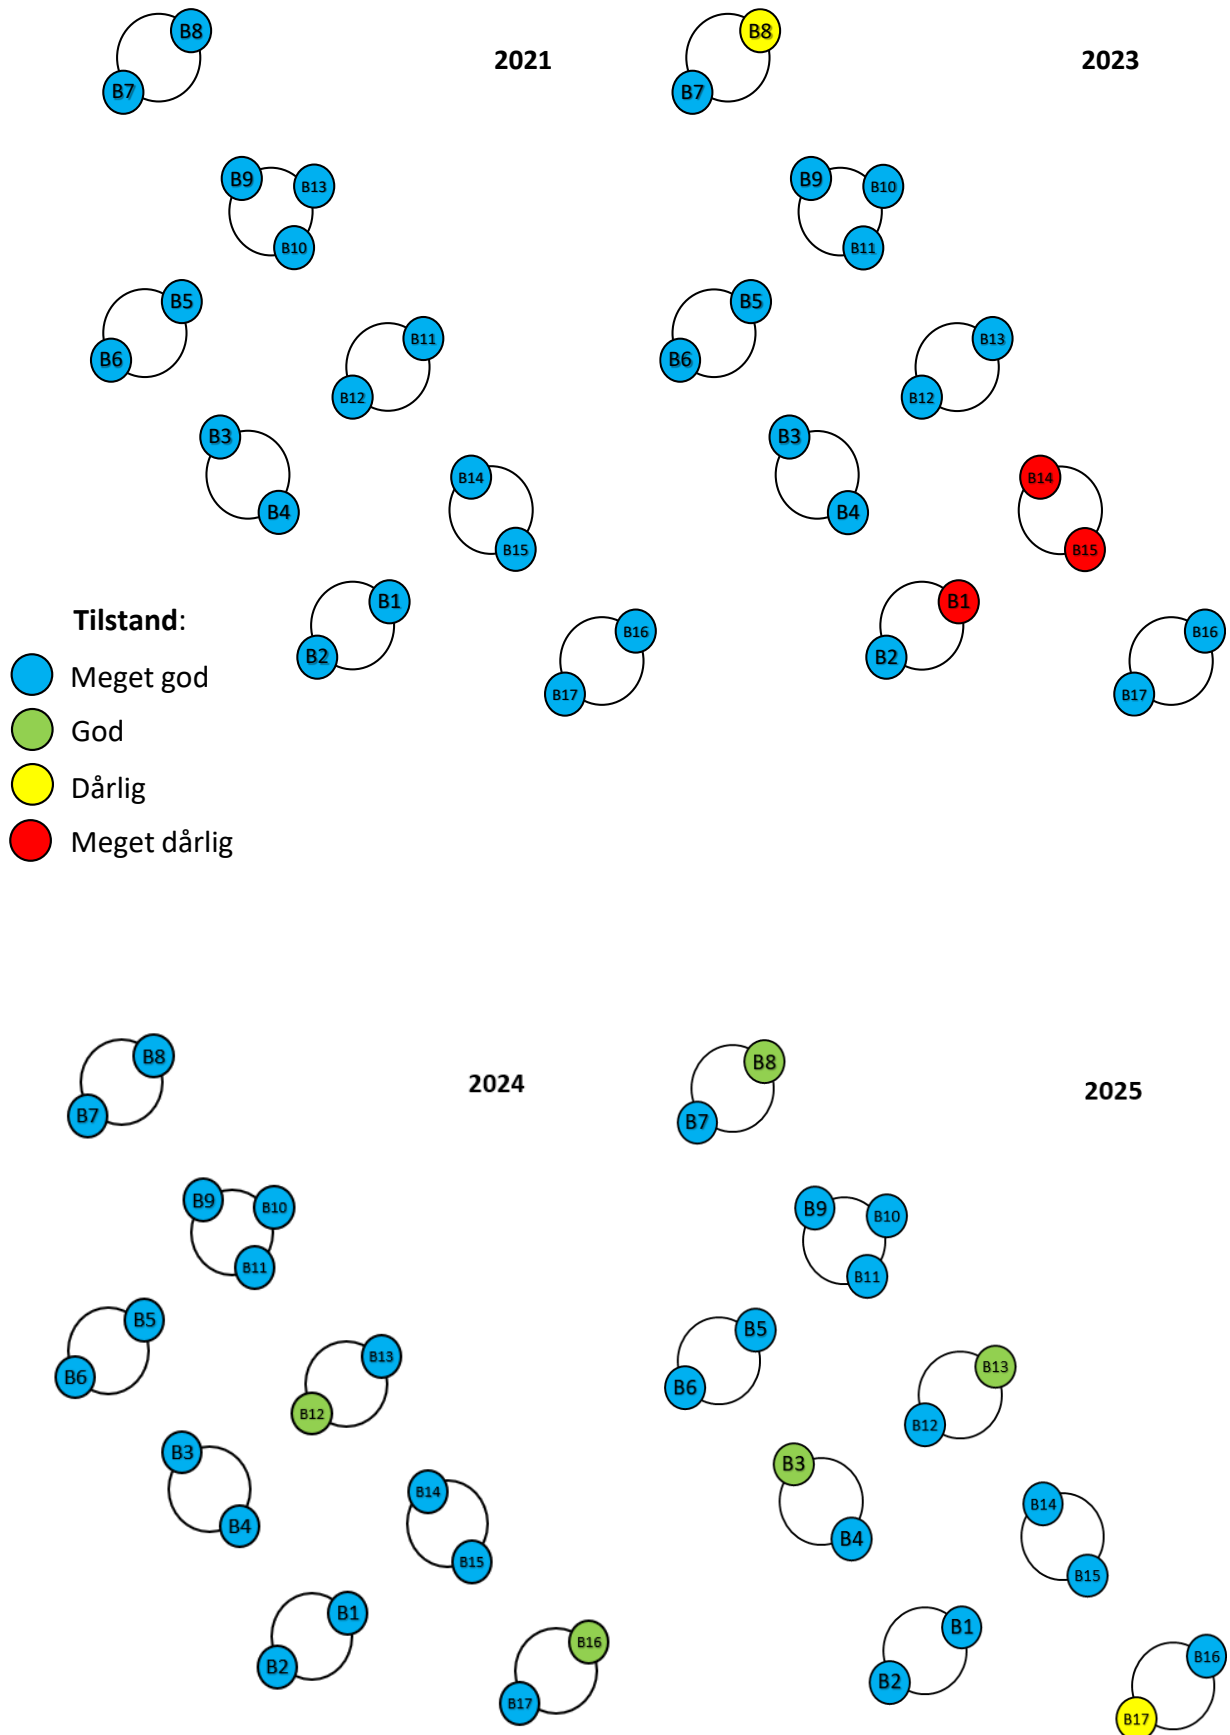 2021
B8
B7
B9
B13
B10
B5
B6
B11
B12
B3
B4
B14
B15
B1
B2
B16
B17
2023
B8
B7
B9
B10
B11
B5
B6
B13
B12
B3
B4
B14
B15
B1
B2
B16
B17
Tilstand:
Meget god
God
Dårlig
Meget dårlig
2024
B8
B7
B9
B10
B11
B5
B6
B13
B12
B3
B4
B14
B15
B1
B2
B16
B17
2025
B8
B7
B9
B10
B11
B5
B6
B13
B12
B3
B4
B14
B15
B1
B2
B16
B17